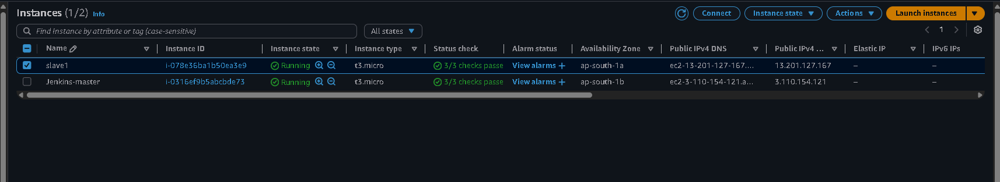 Instances (1/2) Info Connect Instance state Actions Launch instances
Find Instance by attribute or tag (case-sensitive) All states 1
Name Instance ID Instance state Instance type Status check Alarm status Availability Zone Public IPv4 DNS Public IPv4 ... Elastic IP IPv6 IPs
slave1 i-078e36ba1b50ea3e9 Running t3.micro 3/3 checks passe View alarms + ap-south-1a ec2-13-201-127-167.... 13.201.127.167 – –
Jenkins-master i-0316ef9b5abcbde73 Running t3.micro 3/3 checks passe View alarms + ap-south-1b ec2-3-110-154-121.a... 3.110.154.121 – –